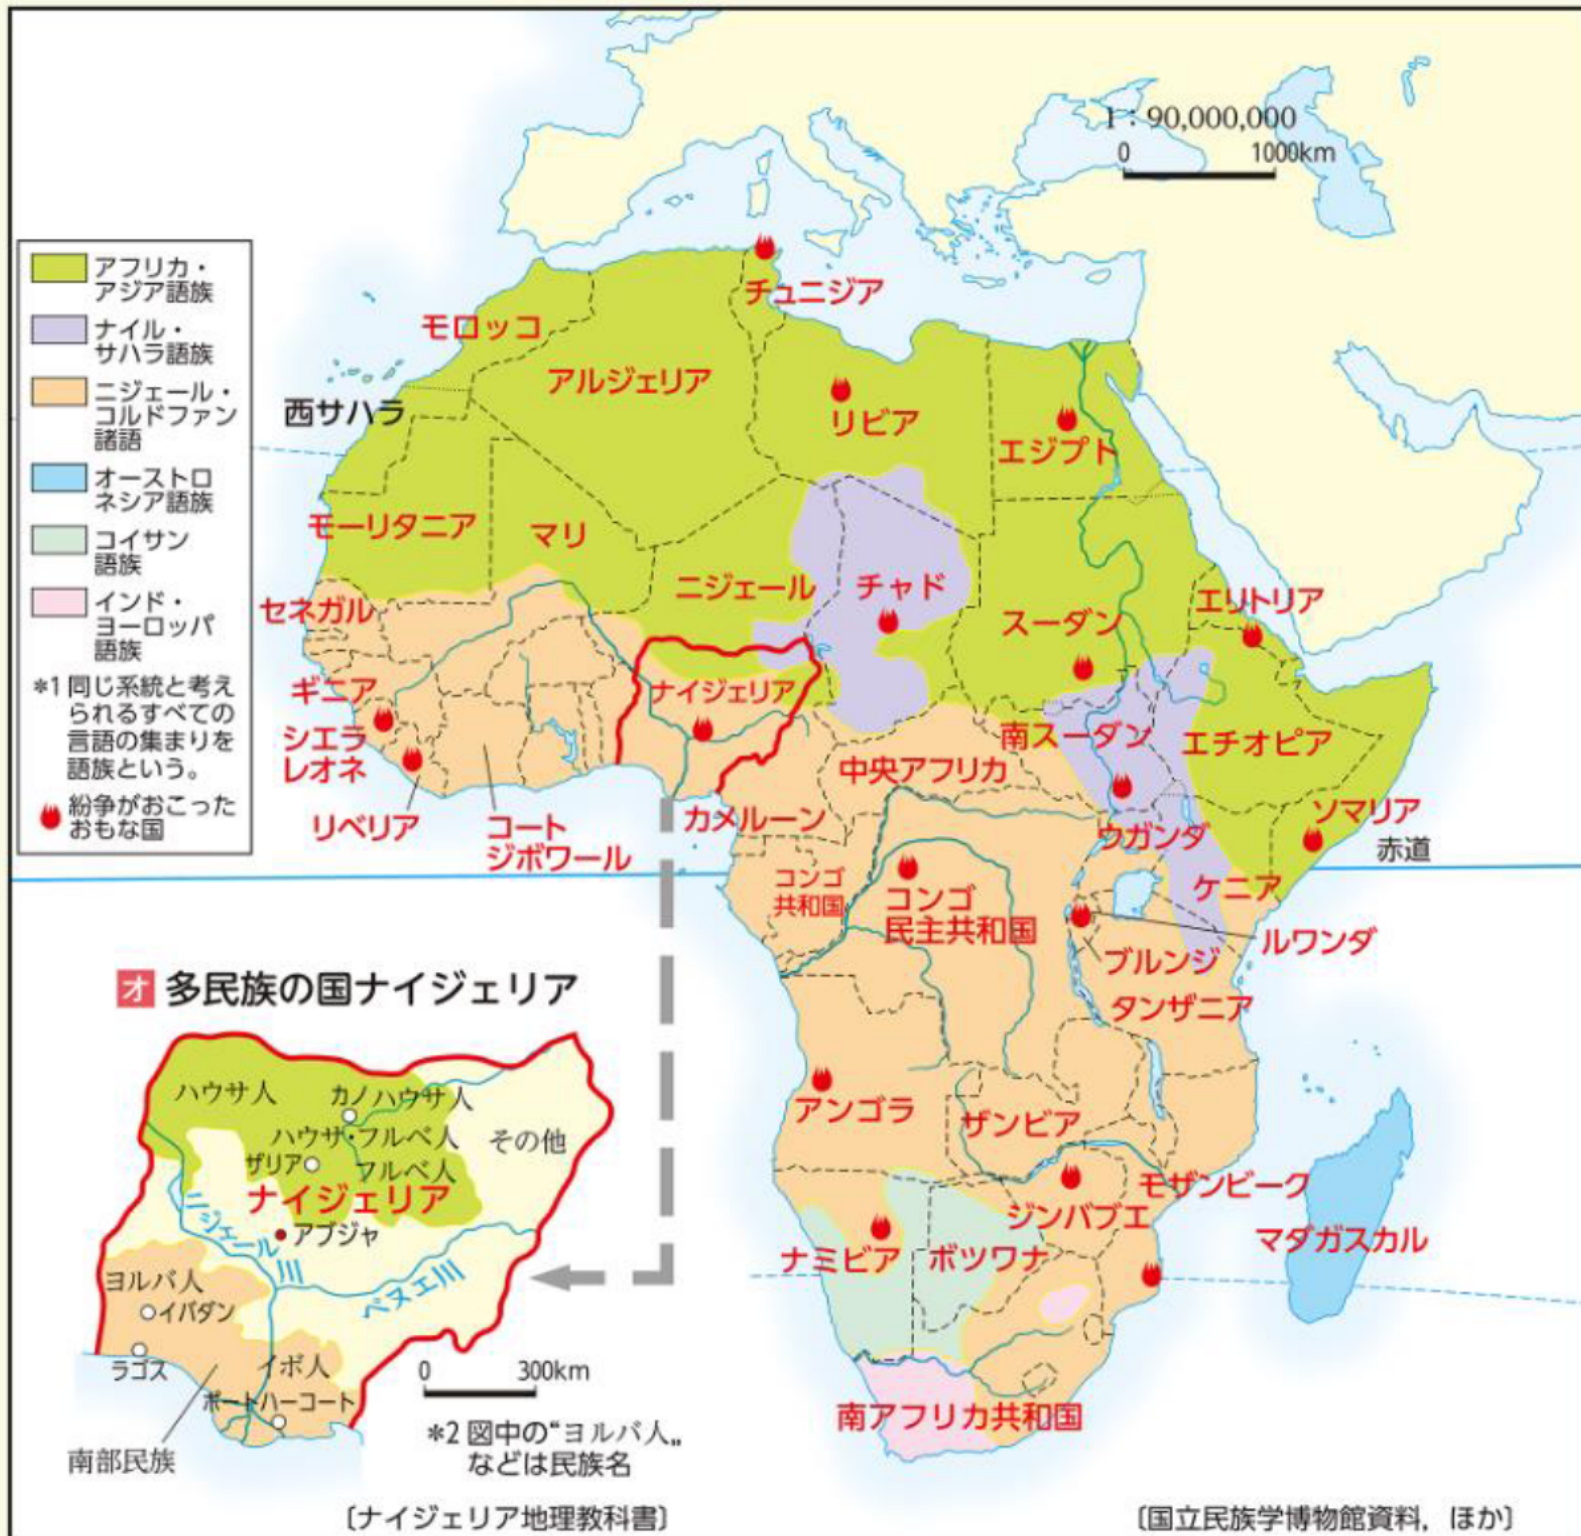 1：90,000,000
0 1000km
アフリカ・
アジア語族
ナイル・
サハラ語族
ニジェール・
コルドファン
諸語
オーストロ
ネシア語族
コイサン
語族
インド・
ヨーロッパ
語族
*1 同じ系統と考え
られるすべての
言語の集まりを
語族という。
紛争がおこった
おもな国
チュニジア
モロッコ
アルジェリア
西サハラ
リビア
エジプト
モーリタニア
マリ
ニジェール
チャド
スーダン
エリトリア
セネガル
ギニア
ナイジェリア
シエラ
レオネ
南スーダン
エチオピア
中央アフリカ
リベリア
コート
ジボワール
カメルーン
ウガンダ
ソマリア
赤道
コンゴ
共和国
コンゴ
民主共和国
ケニア
ルワンダ
ブルンジ
タンザニア
アンゴラ
ザンビア
モザンビーク
ジンバブエ
マダガスカル
ナミビア
ボツワナ
南アフリカ共和国
オ 多民族の国ナイジェリア
ハウサ人
カノ
ハウサ人
ハウサ・フルベ人
その他
ザリア
フルベ人
ナイジェリア
アブジャ
ニジェール川
ベヌエ川
ヨルバ人
イバダン
ラゴス
イボ人
ポートハーコート
南部民族
0 300km
*2 図中の“ヨルバ人„
などは民族名
〔ナイジェリア地理教科書〕
〔国立民族学博物館資料，ほか〕